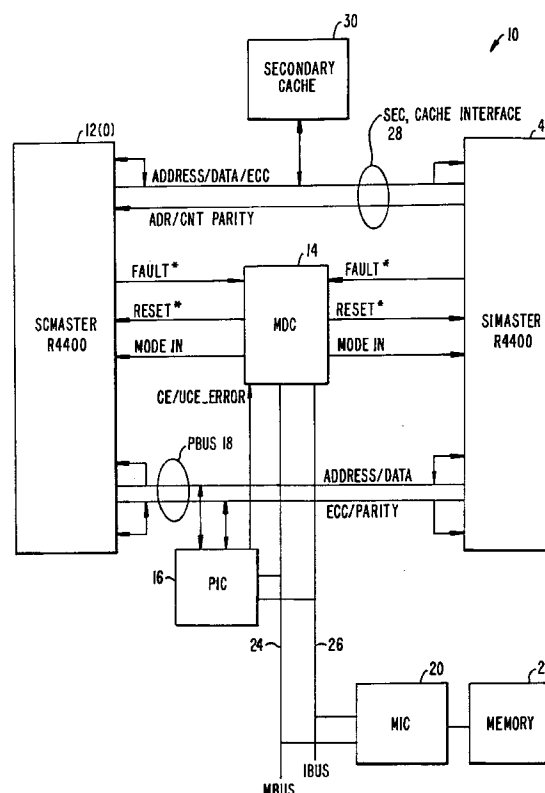 30
10
SECONDARY
CACHE
SEC, CACHE INTERFACE
28
12(0)
4
ADDRESS/DATA/ECC
ADR/CNT PARITY
14
FAULT*
FAULT*
RESET*
MDC
RESET*
SCMASTER
R4400
SIMASTER
R4400
MODE IN
MODE IN
CE/UCE_ERROR
PBUS 18
ADDRESS/DATA
ECC/PARITY
16
PIC
24
26
20
2
MIC
MEMORY
IBUS
MBUS